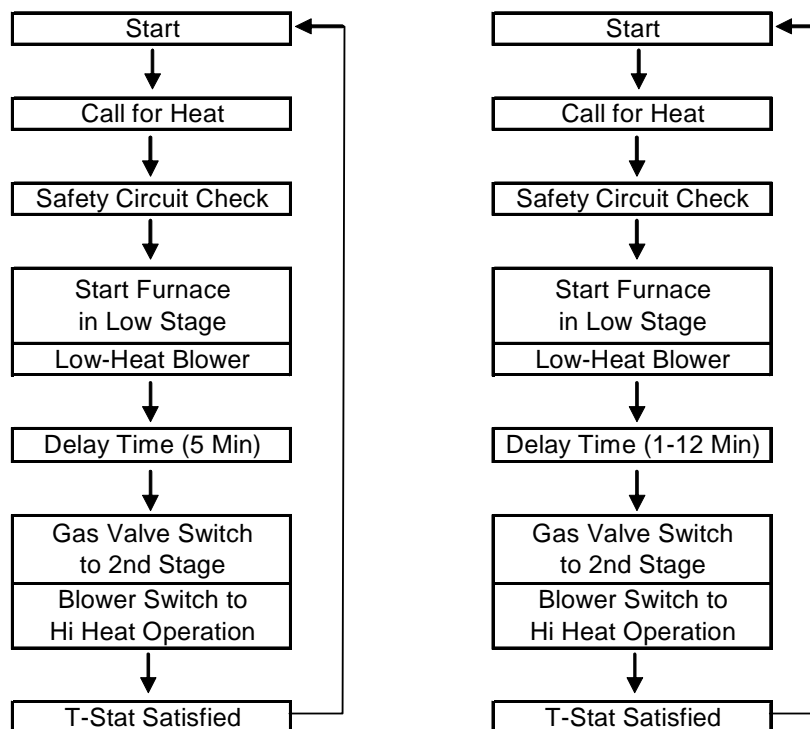 Start
Call for Heat
Safety Circuit Check
Start Furnace
in Low Stage
Low-Heat Blower
Delay Time (5 Min)
Gas Valve Switch
to 2nd Stage
Blower Switch to
Hi Heat Operation
T-Stat Satisfied
Start
Call for Heat
Safety Circuit Check
Start Furnace
in Low Stage
Low-Heat Blower
Delay Time (1-12 Min)
Gas Valve Switch
to 2nd Stage
Blower Switch to
Hi Heat Operation
T-Stat Satisfied